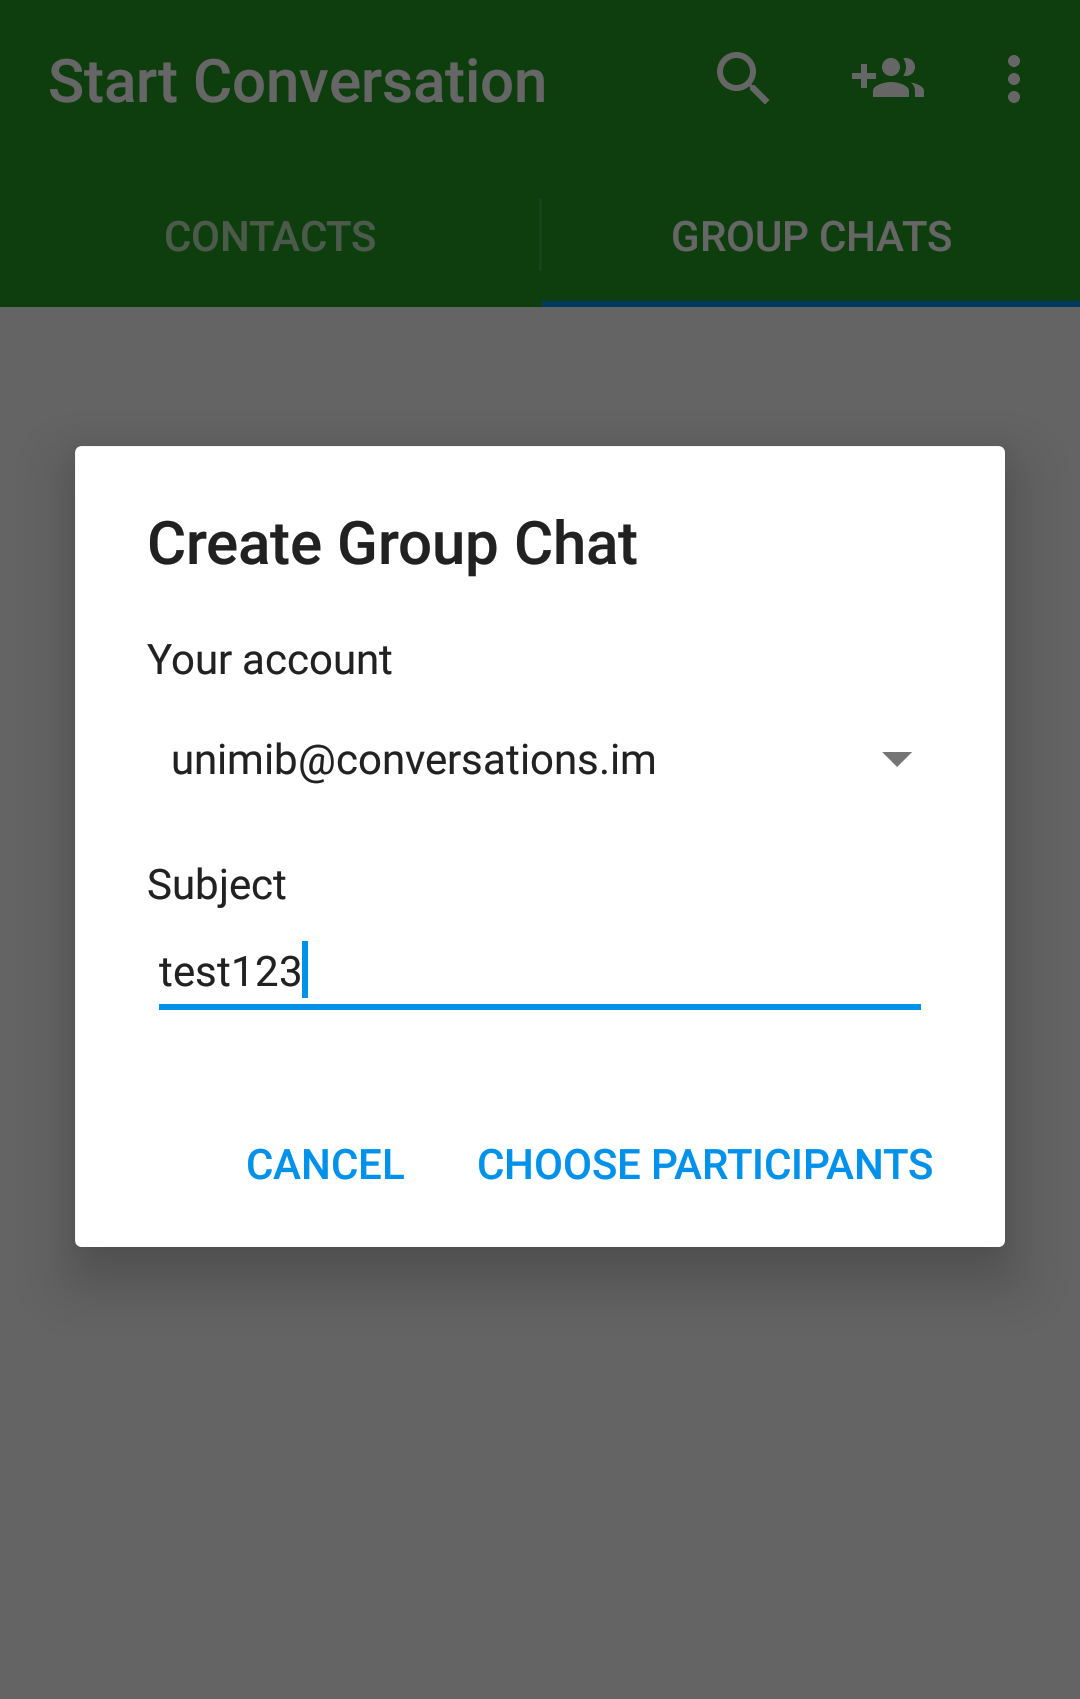 Start Conversation
CONTACTS
GROUP CHATS
Create Group Chat
Your account
unimib@conversations.im
Subject
test123
CANCEL
CHOOSE PARTICIPANTS